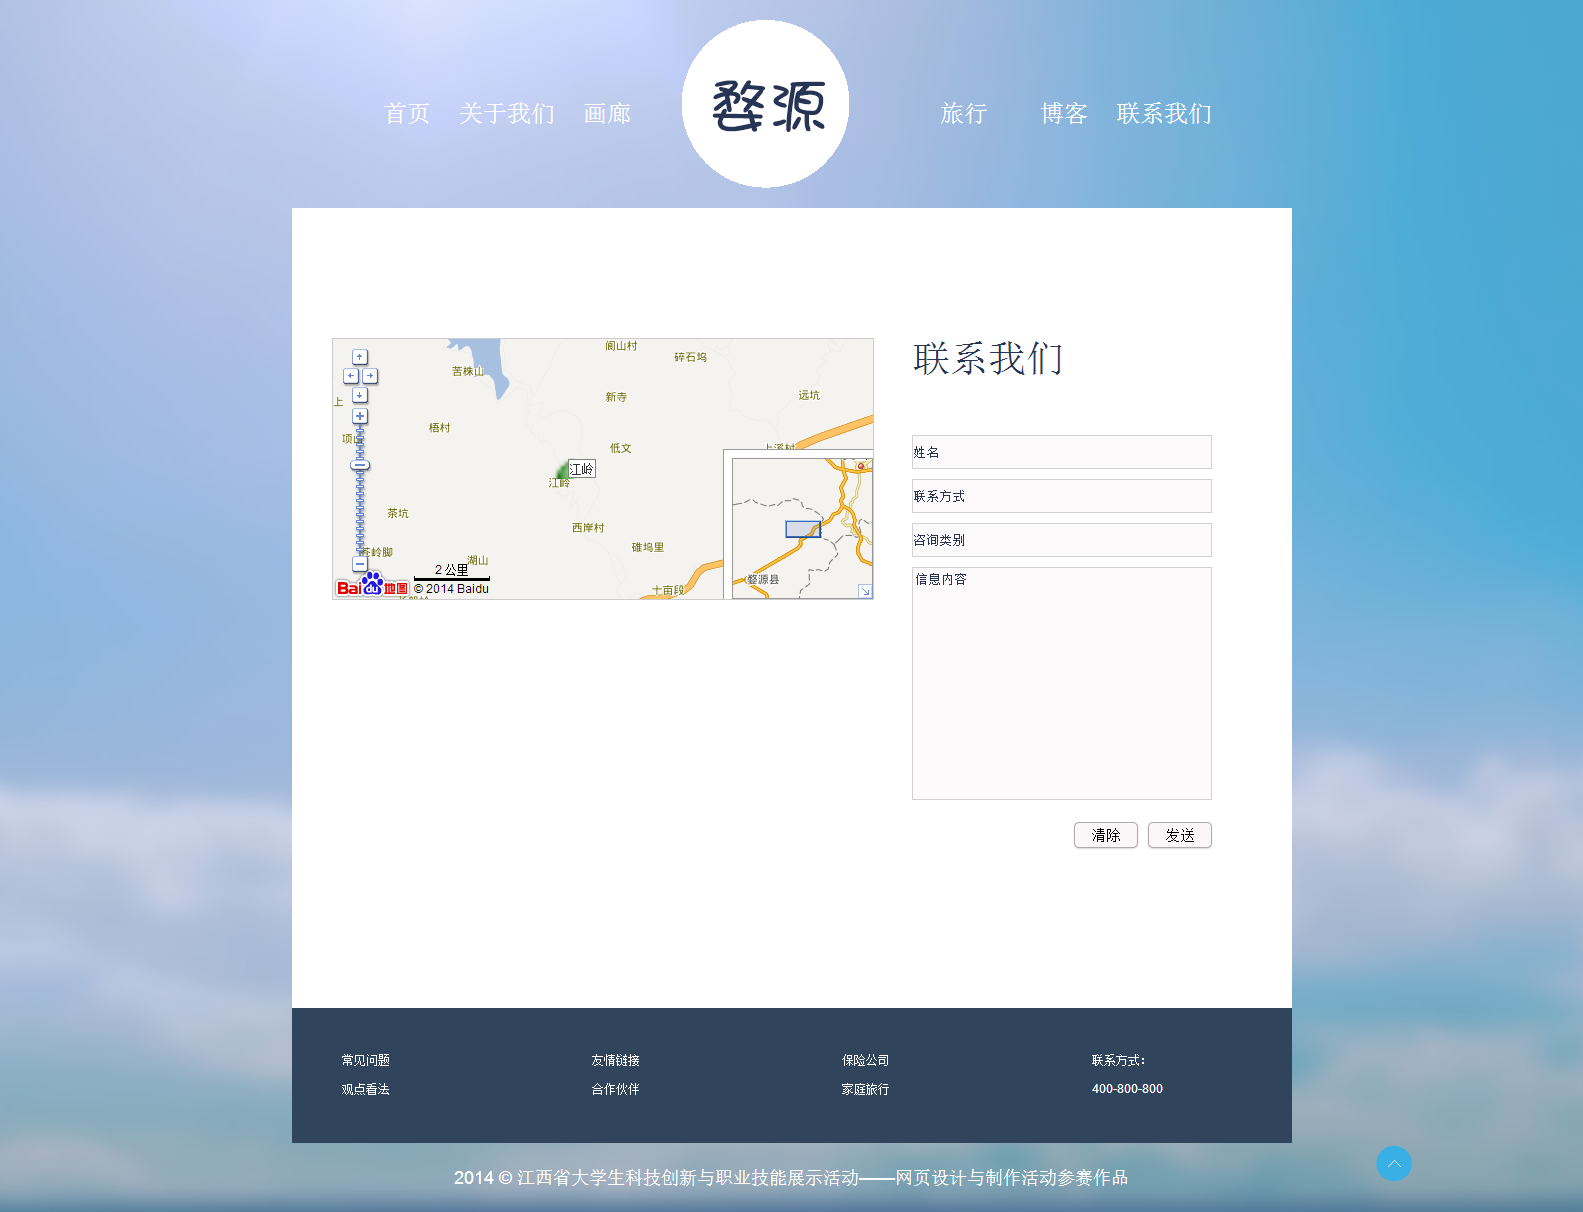 首页 关于我们 画廊 婺源 旅行 博客 联系我们
联系我们
阆山村
碎石坞
苦株山
远坑
新寺
上
梧村
项山
低文
上溪村
江岭
江岭
茶坑
西岸村
碓坞里
苍岭脚
湖山
2 公里
十亩段
婺源县
Bai du 地图 © 2014 Baidu
姓名
联系方式
咨询类别
信息内容
清除 发送
常见问题 友情链接 保险公司 联系方式：
观点看法 合作伙伴 家庭旅行 400-800-800
2014 © 江西省大学生科技创新与职业技能展示活动——网页设计与制作活动参赛作品